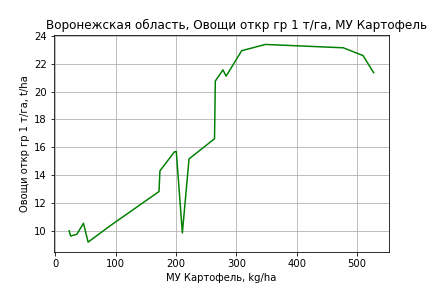 Воронежская область, Овощи откр гр 1 т/га, МУ Картофель
24
22
20
18
16
14
12
10
Овощи откр гр 1 т/га, t/ha
0 100 200 300 400 500
МУ Картофель, kg/ha